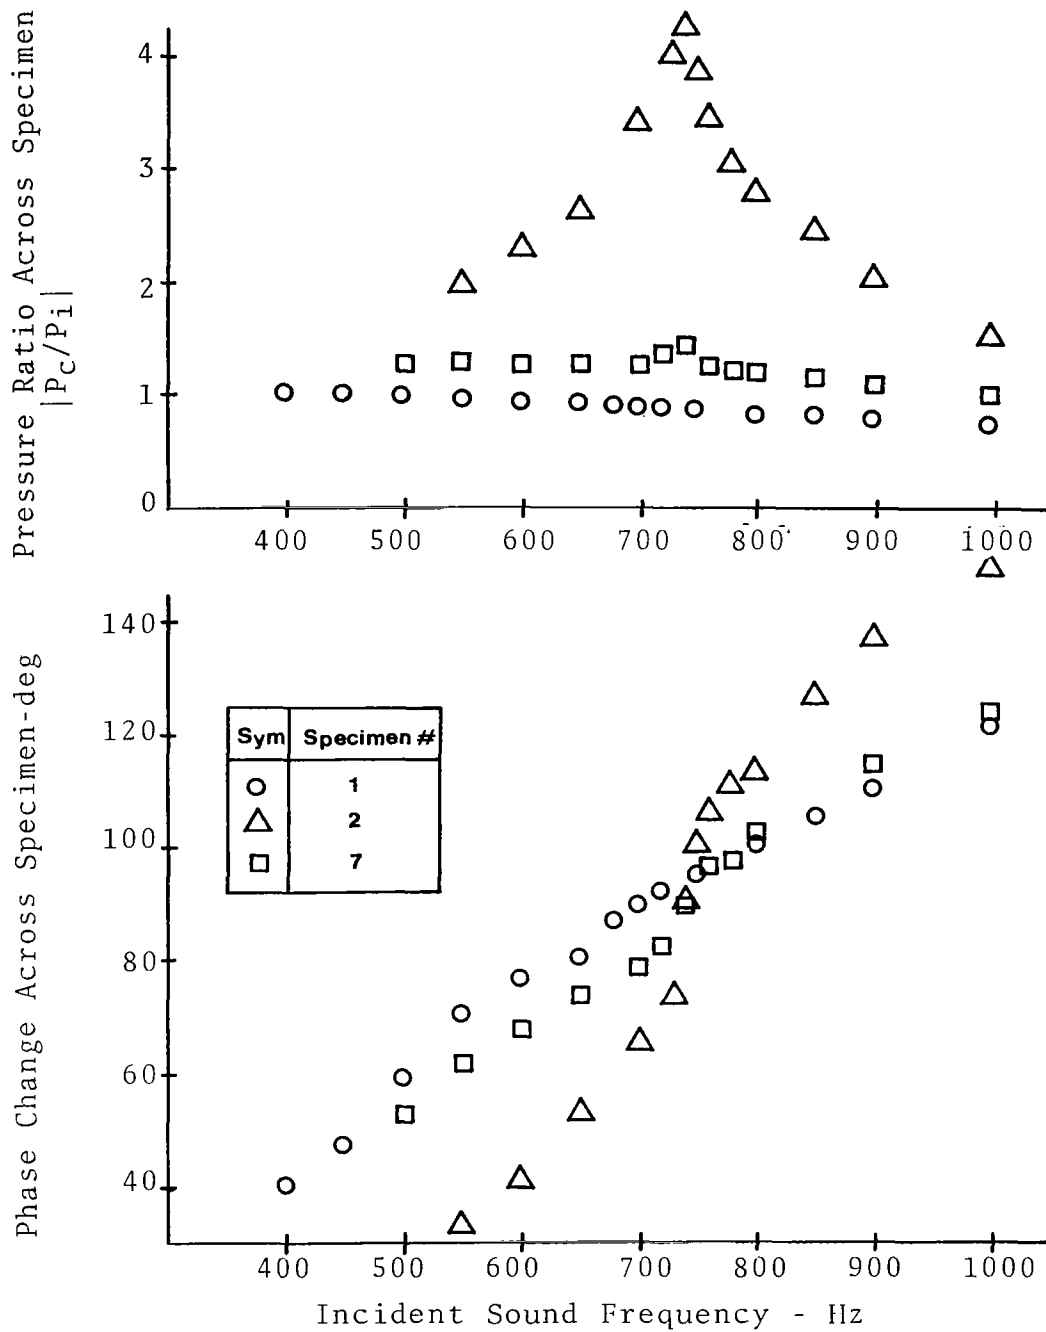 Pressure Ratio Across Specimen
|PC/Pi|
4
3
2
1
0
400 500 600 700 800 900 1000
Phase Change Across Specimen-deg
140
120
100
80
60
40
Sym Specimen #
1
2
7
400 500 600 700 800 900 1000
Incident Sound Frequency - Hz